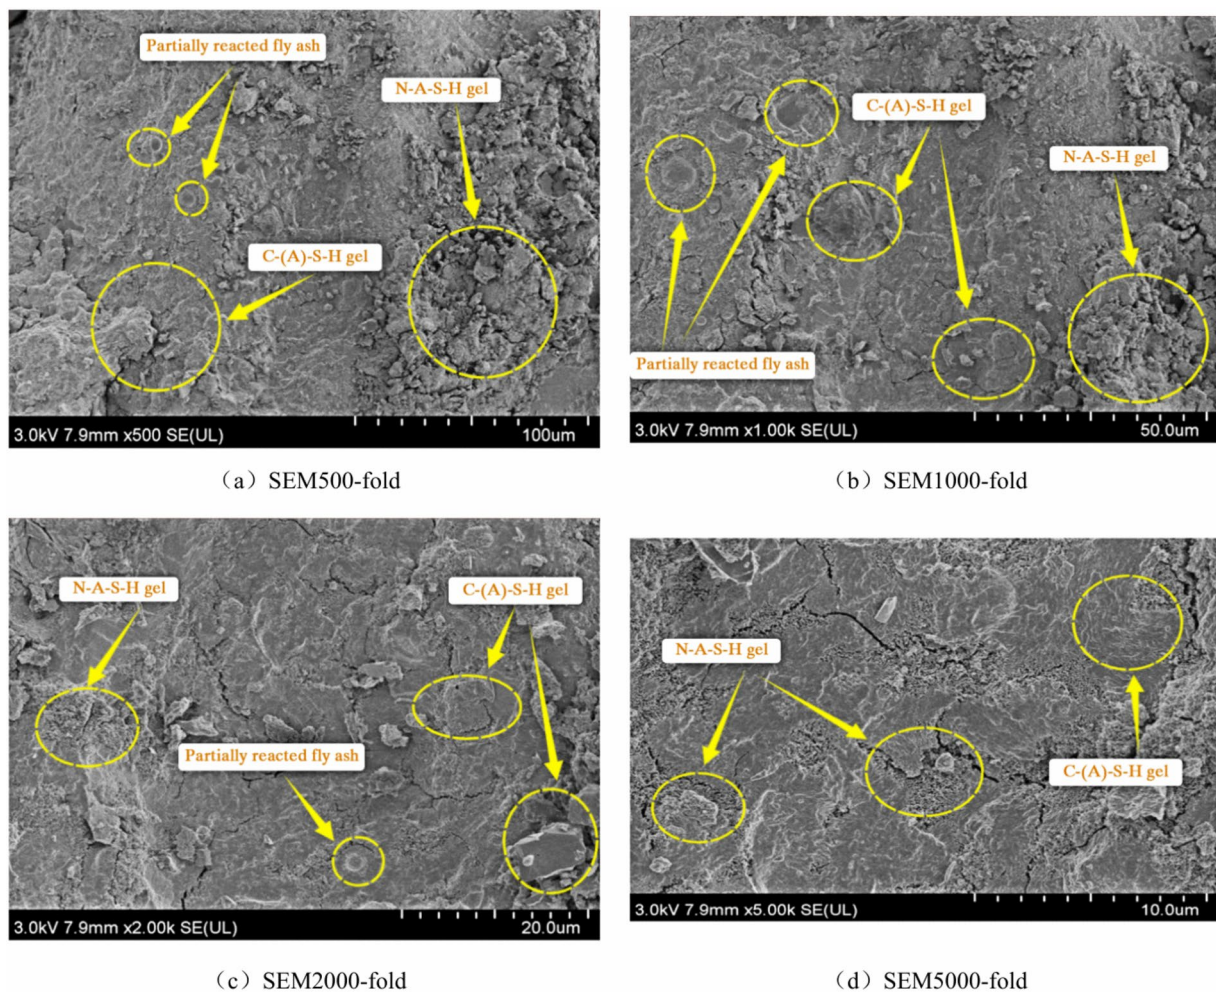 Partially reacted fly ash
N-A-S-H gel
C-(A)-S-H gel
3.0kV 7.9mm x500 SE(UL)
100um
（a）SEM500-fold
C-(A)-S-H gel
N-A-S-H gel
Partially reacted fly ash
3.0kV 7.9mm x1.00k SE(UL)
50.0um
（b）SEM1000-fold
N-A-S-H gel
C-(A)-S-H gel
Partially reacted fly ash
3.0kV 7.9mm x2.00k SE(UL)
20.0um
（c）SEM2000-fold
N-A-S-H gel
C-(A)-S-H gel
3.0kV 7.9mm x5.00k SE(UL)
10.0um
（d）SEM5000-fold